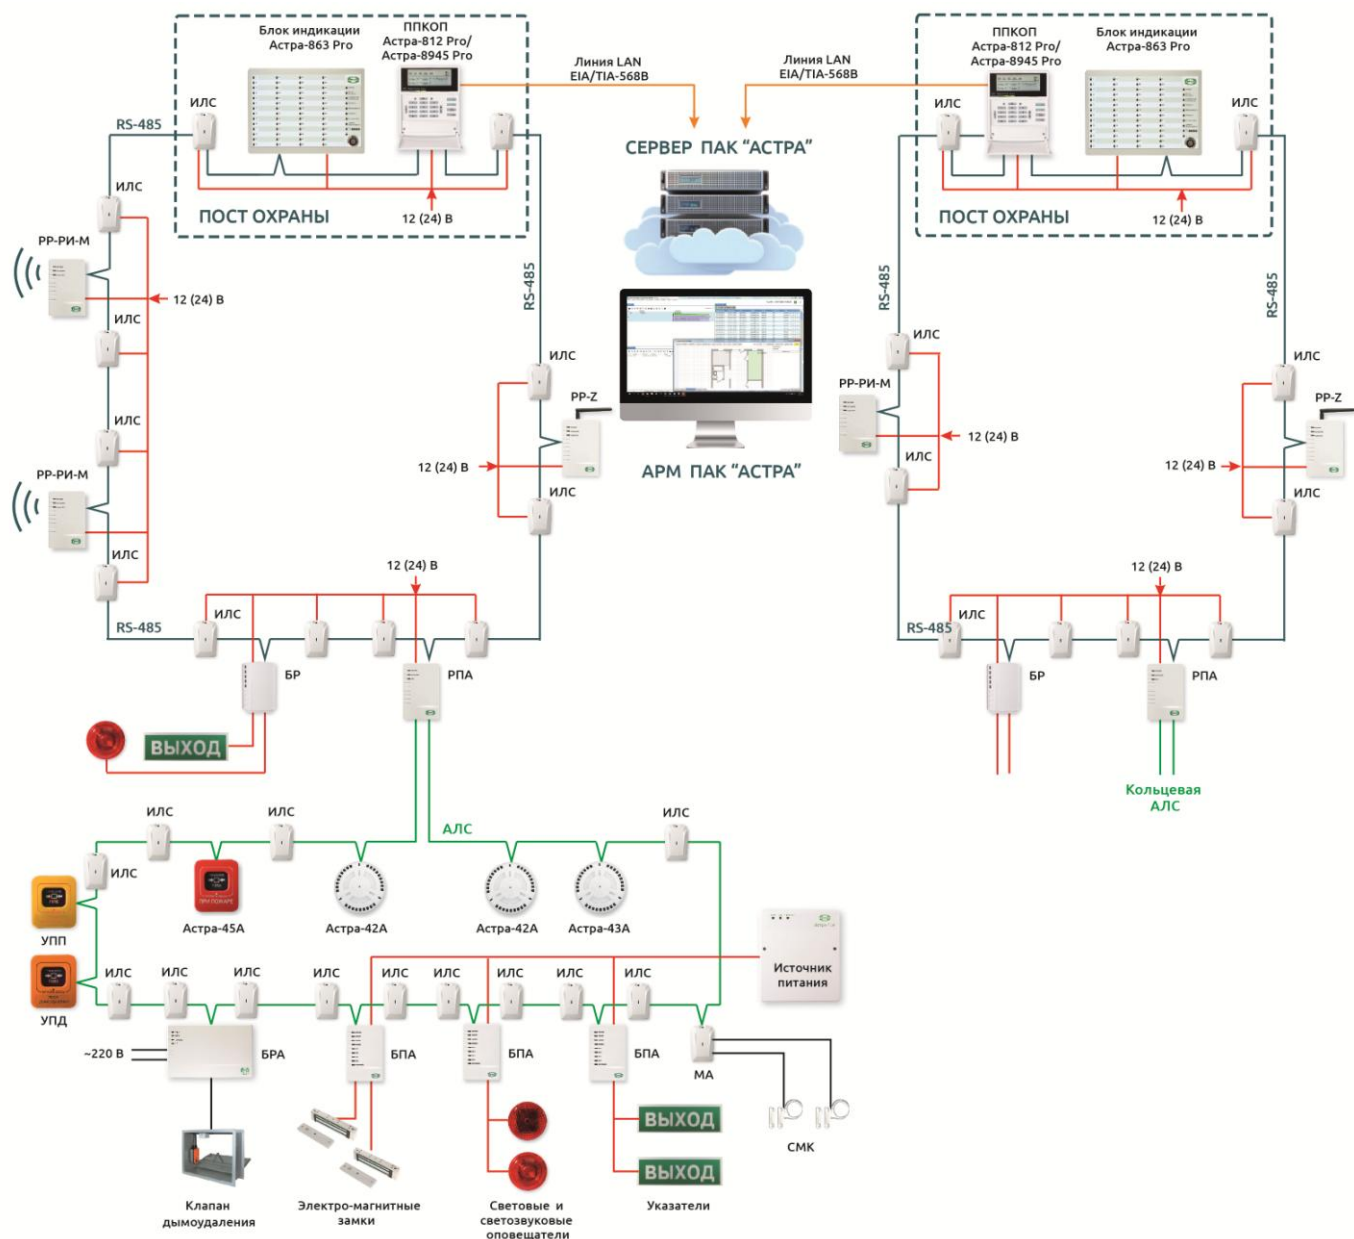 Блок индикации
Астра-863 Pro
ППКОП
Астра-812 Pro/
Астра-8945 Pro
Линия LAN
EIA/TIA-568В
Линия LAN
EIA/TIA-568В
ППКОП
Астра-812 Pro/
Астра-8945 Pro
Блок индикации
Астра-863 Pro
ИЛС
ИЛС
ИЛС
ИЛС
RS-485
RS-485
СЕРВЕР ПАК “АСТРА”
ПОСТ ОХРАНЫ
12 (24) В
ПОСТ ОХРАНЫ
12 (24) В
ИЛС
РР-РИ-М
12 (24) В
RS-485
RS-485
RS-485
ИЛС
ИЛС
ИЛС
ИЛС
РР-Z
РР-РИ-М
РР-Z
ИЛС
12 (24) В
12 (24) В
12 (24) В
АРМ ПАК “АСТРА”
РР-РИ-М
ИЛС
ИЛС
ИЛС
ИЛС
12 (24) В
12 (24) В
RS-485
ИЛС
RS-485
ИЛС
БР
РПА
БР
РПА
ВЫХОД
Кольцевая
АЛС
ИЛС
ИЛС
АЛС
ИЛС
ИЛС
ПРИ ПОЖАРЕ
УПП
Астра-45А
Астра-42А
Астра-42А
Астра-43А
ИЛС
ИЛС
ИЛС
ИЛС
ИЛС
ИЛС
ИЛС
ИЛС
ИЛС
Источник
питания
УПД
~220 В
БРА
БПА
БПА
БПА
МА
ВЫХОД
СМК
ВЫХОД
Клапан
дымоудаления
Электро-магнитные
замки
Световые и
светозвуковые
оповещатели
Указатели